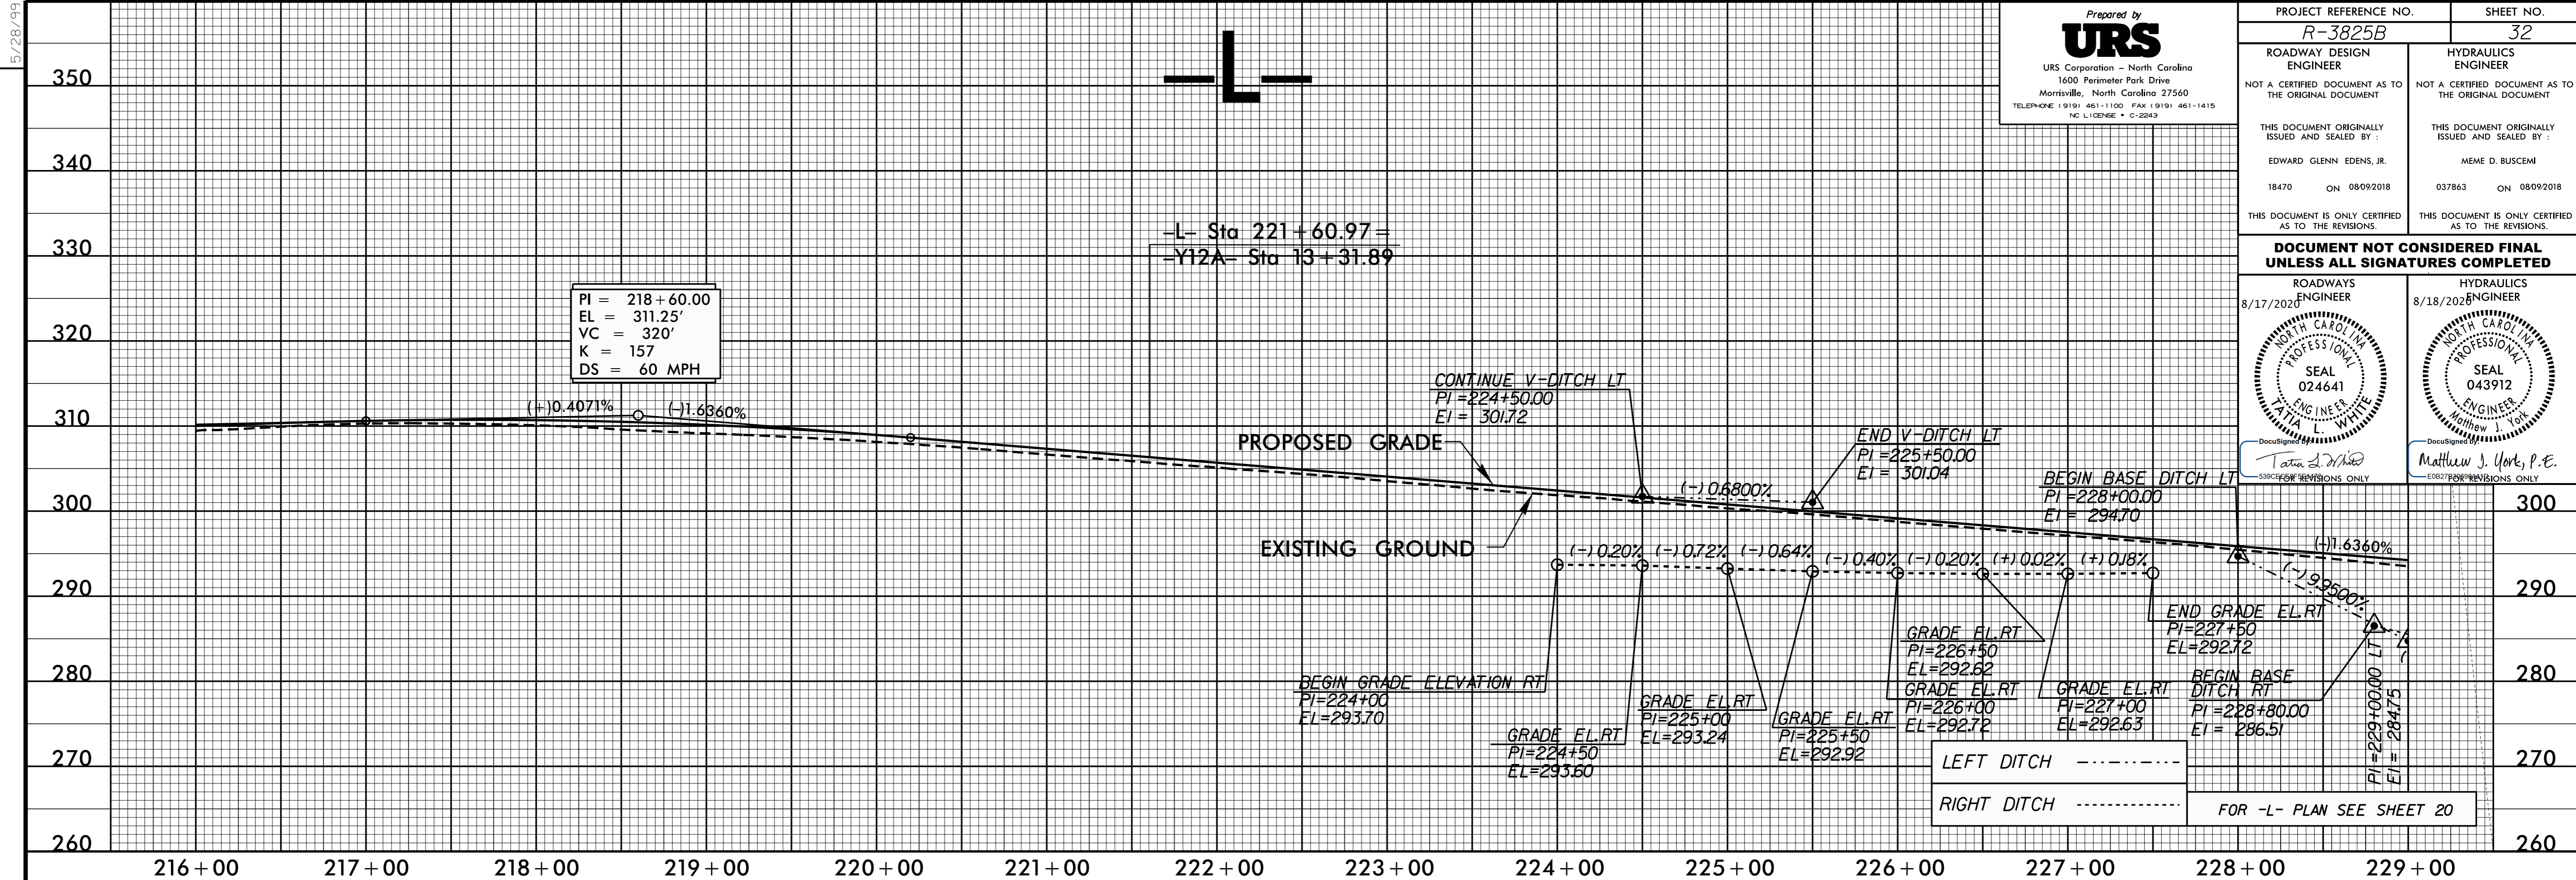 5/28/99
Prepared by
URS
URS Corporation – North Carolina
1600 Perimeter Park Drive
Morrisville, North Carolina 27560
TELEPHONE (919) 461-1100 FAX (919) 461-1415
NC LICENSE • C-2243
PROJECT REFERENCE NO.
SHEET NO.
R-3825B
32
ROADWAY DESIGN
ENGINEER
HYDRAULICS
ENGINEER
NOT A CERTIFIED DOCUMENT AS TO
THE ORIGINAL DOCUMENT
NOT A CERTIFIED DOCUMENT AS TO
THE ORIGINAL DOCUMENT
THIS DOCUMENT ORIGINALLY
ISSUED AND SEALED BY :
THIS DOCUMENT ORIGINALLY
ISSUED AND SEALED BY :
EDWARD GLENN EDENS, JR.
MEME D. BUSCEMI
18470 ON 08/09/2018
037863 ON 08/09/2018
THIS DOCUMENT IS ONLY CERTIFIED
AS TO THE REVISIONS.
THIS DOCUMENT IS ONLY CERTIFIED
AS TO THE REVISIONS.
DOCUMENT NOT CONSIDERED FINAL
UNLESS ALL SIGNATURES COMPLETED
ROADWAYS
ENGINEER
8/17/2020
HYDRAULICS
ENGINEER
8/18/2020
NORTH CAROLINA
PROFESSIONAL
SEAL
024641
ENGINEER
TATIA L. WHITE
NORTH CAROLINA
PROFESSIONAL
SEAL
043912
ENGINEER
Matthew J. York
DocuSigned by:
Tatia L. White
FOR REVISIONS ONLY
DocuSigned by:
Matthew J. York, P.E.
FOR REVISIONS ONLY
–L–
–L– Sta 221+60.97 =
–Y12A– Sta 13+31.89
PI = 218+60.00
EL = 311.25'
VC = 320'
K = 157
DS = 60 MPH
(+)0.4071%
(–)1.6360%
PROPOSED GRADE
EXISTING GROUND
CONTINUE V-DITCH LT
PI =224+50.00
El = 301.72
(-) 0.6800%
END V-DITCH LT
PI =225+50.00
El = 301.04
BEGIN BASE DITCH LT
PI =228+00.00
El = 294.70
(–)1.6360%
(-) 9.9500%
(-) 0.20%
(-) 0.72%
(-) 0.64%
(-) 0.40%
(-) 0.20%
(+) 0.02%
(+) 0.18%
BEGIN GRADE ELEVATION RT
PI=224+00
EL=293.70
GRADE EL.RT
PI=224+50
EL=293.60
GRADE EL.RT
PI=225+00
EL=293.24
GRADE EL.RT
PI=225+50
EL=292.92
GRADE EL.RT
PI=226+00
EL=292.72
GRADE EL.RT
PI=226+50
EL=292.62
GRADE EL.RT
PI=227+00
EL=292.63
END GRADE EL.RT
PI=227+50
EL=292.72
BEGIN BASE
DITCH RT
PI =228+80.00
El = 286.51
PI =229+00.00 LT
El = 284.75
(
LEFT DITCH
RIGHT DITCH
FOR -L- PLAN SEE SHEET 20
350
340
330
320
310
300
290
280
270
260
300
290
280
270
260
216+00
217+00
218+00
219+00
220+00
221+00
222+00
223+00
224+00
225+00
226+00
227+00
228+00
229+00